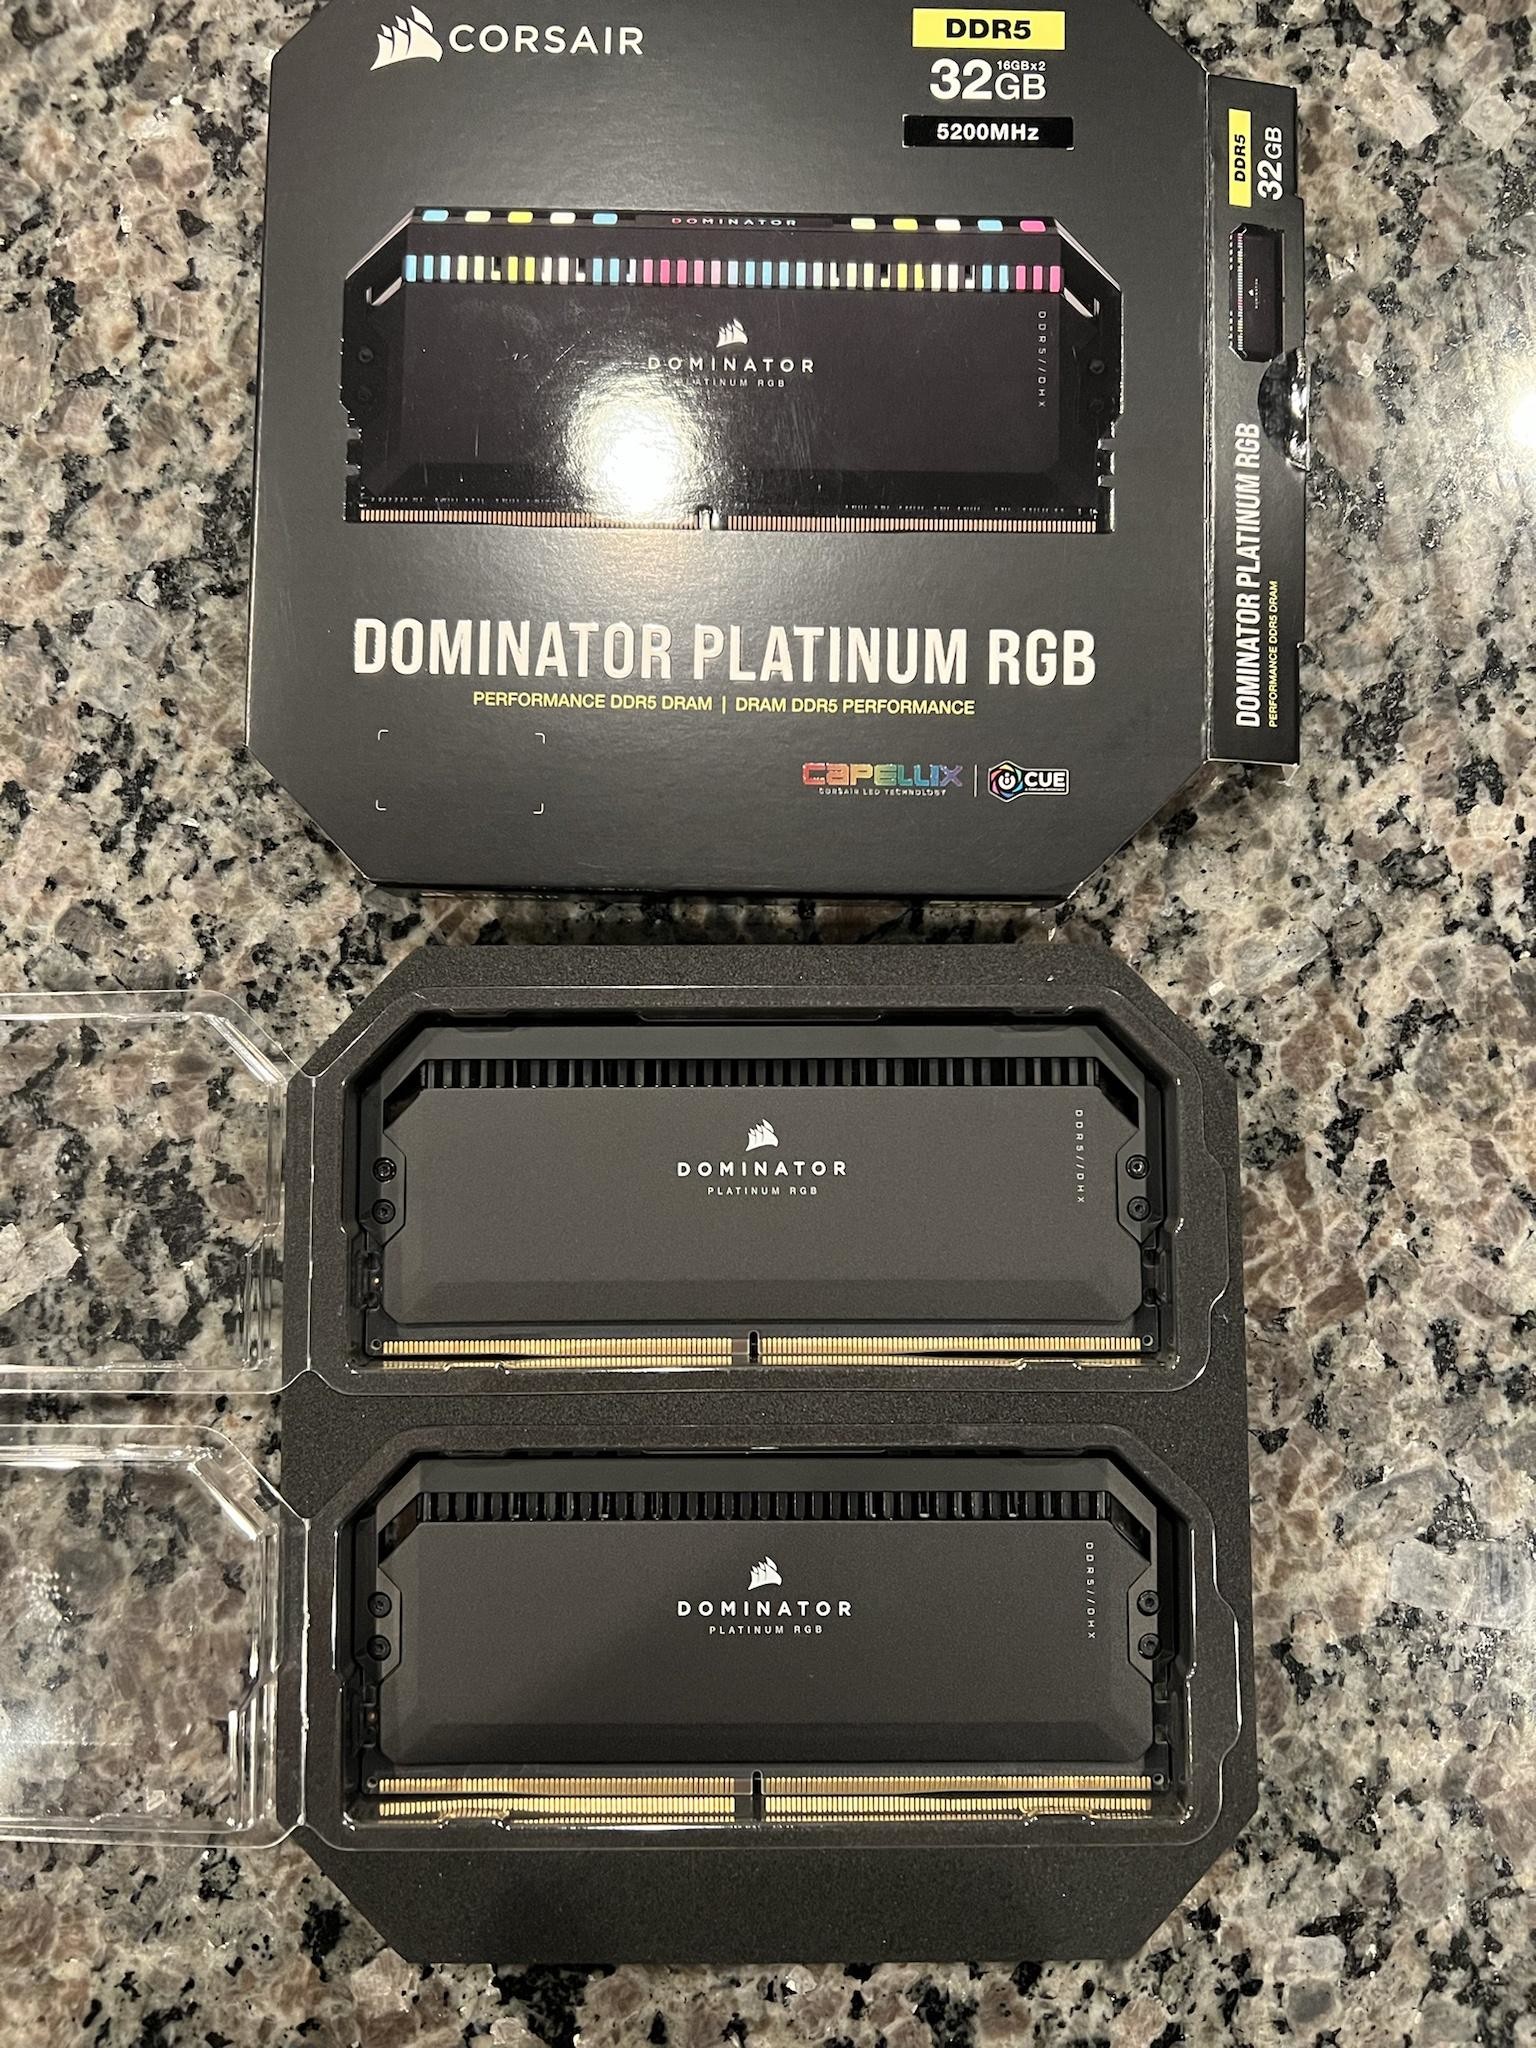 CORSAIR
DDR5
16GBx2
32GB
5200MHz
DOMINATOR
DOMINATOR
PLATINUM RGB
DDR5//DHX
DOMINATOR PLATINUM RGB
PERFORMANCE DDR5 DRAM | DRAM DDR5 PERFORMANCE
CAPELLIX
CORSAIR LED TECHNOLOGY
iCUE
DDR5
32GB
DOMINATOR PLATINUM RGB
PERFORMANCE DDR5 DRAM
DOMINATOR
PLATINUM RGB
DDR5//DHX
DOMINATOR
PLATINUM RGB
DDR5//DHX